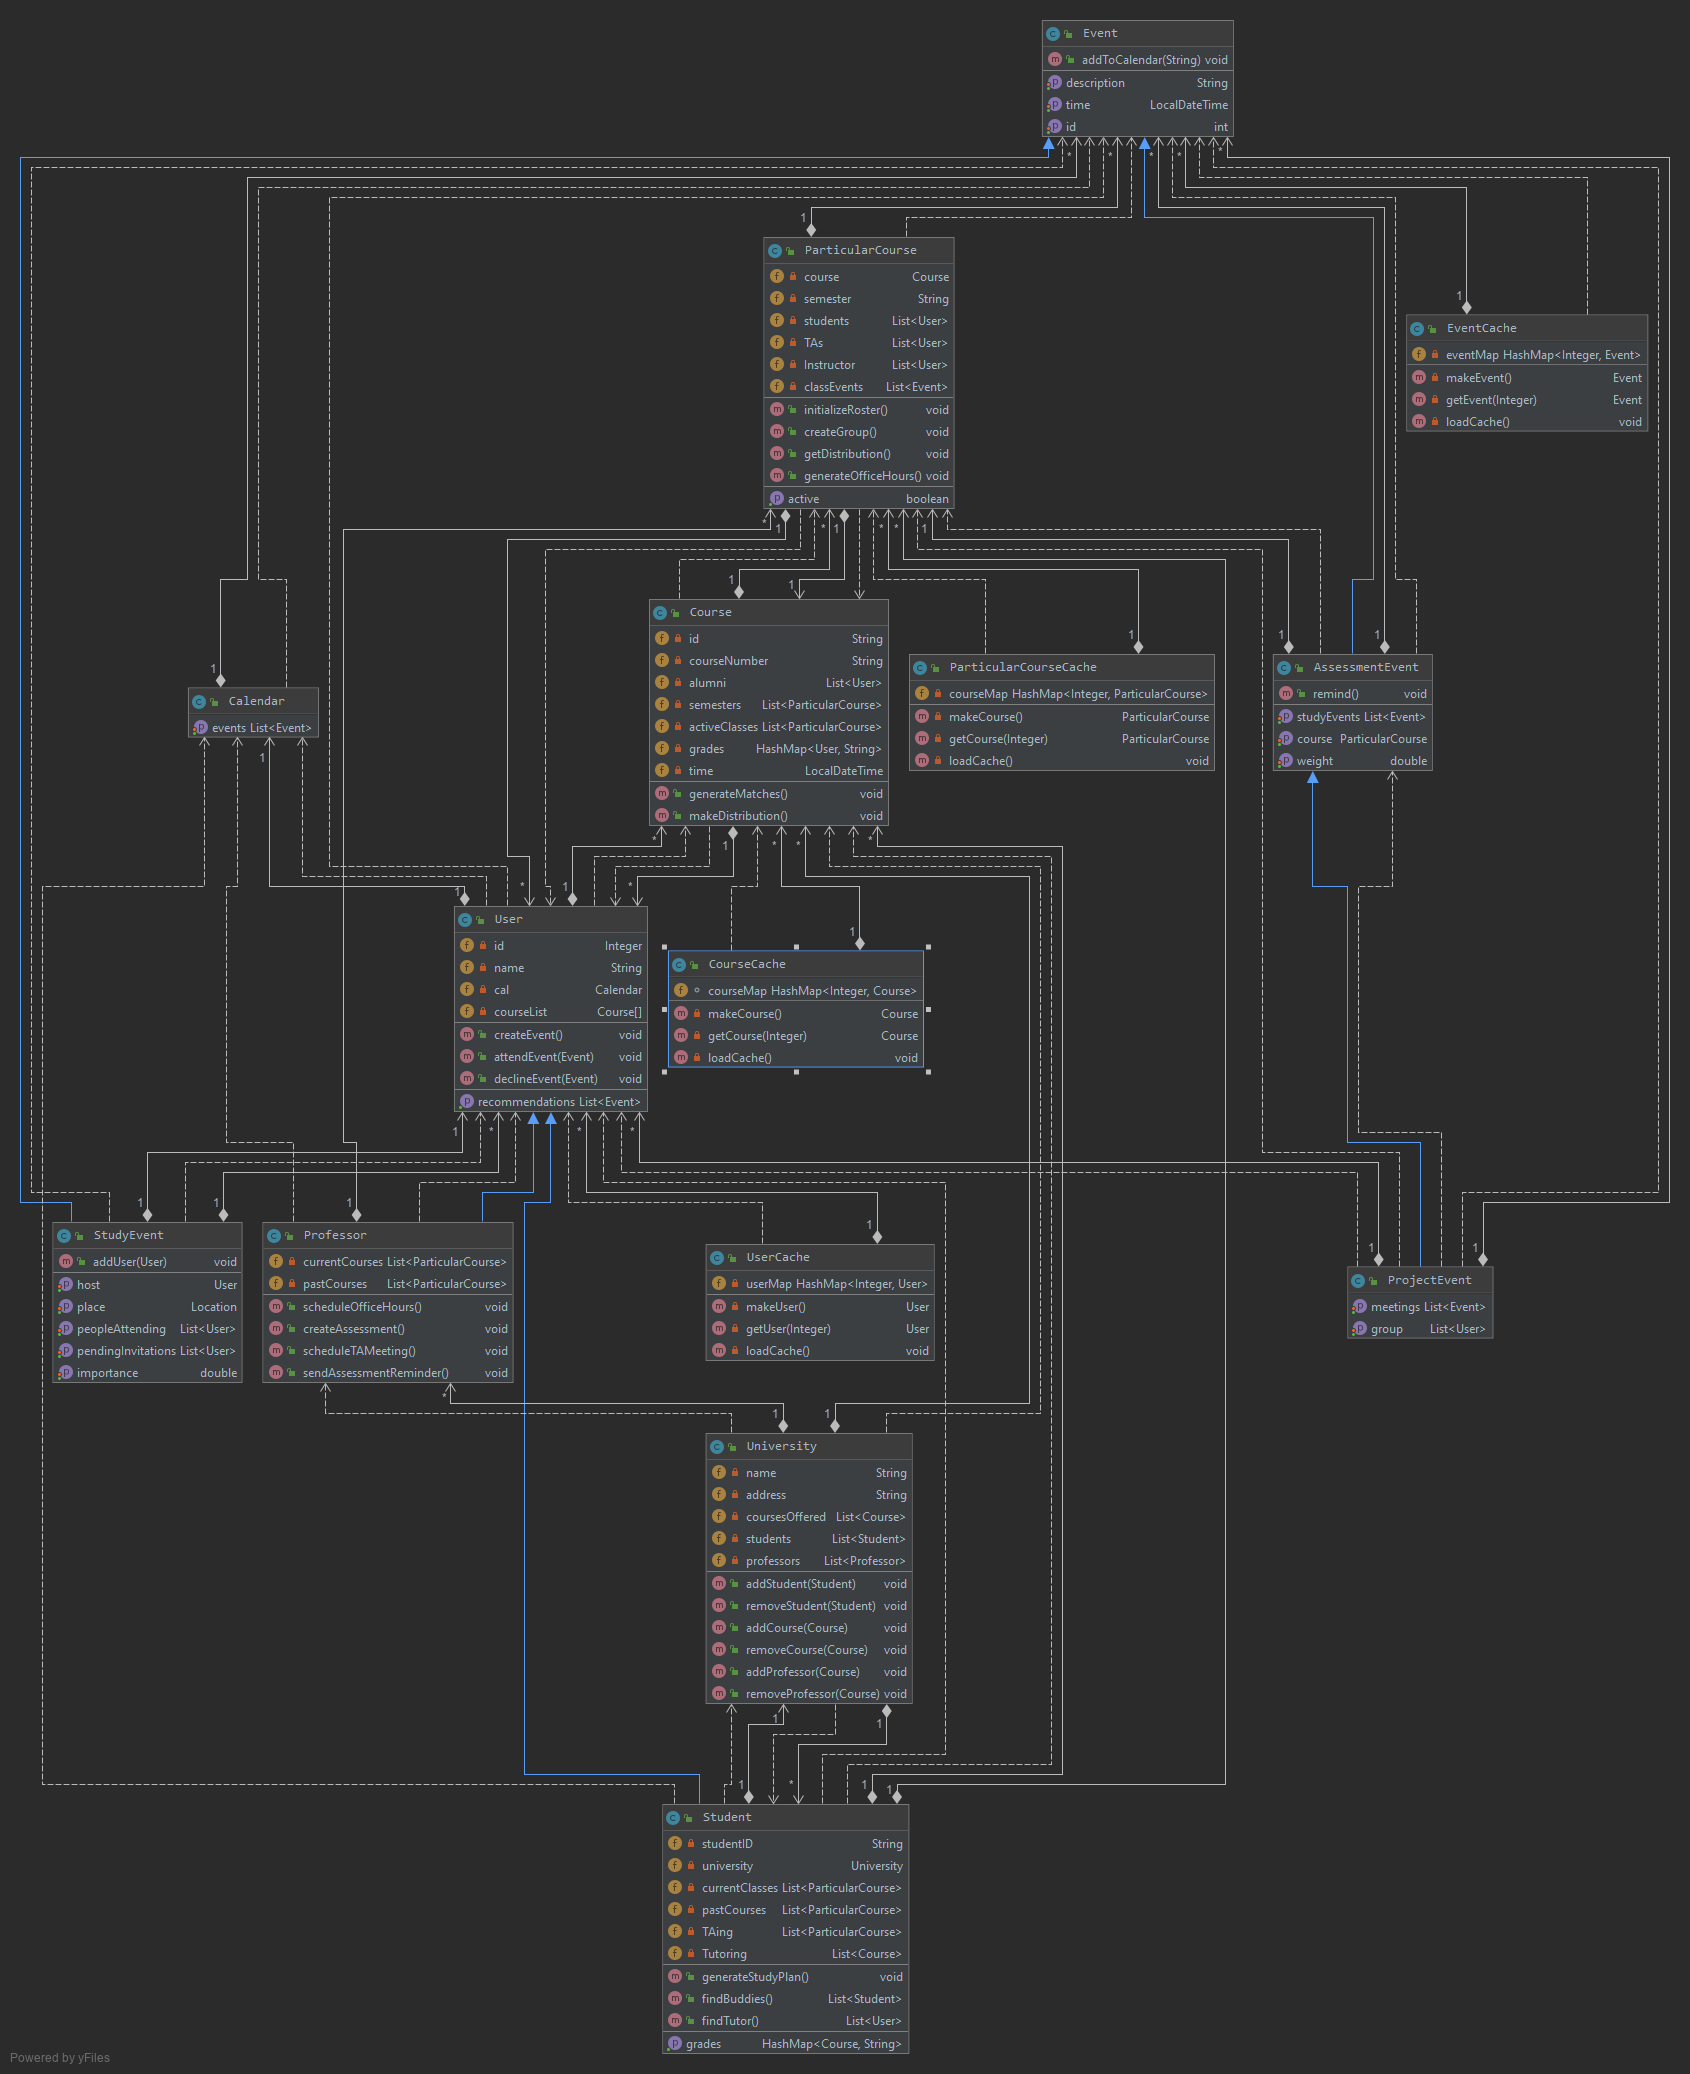 Event
addToCalendar(String) void
description String
time LocalDateTime
id int
ParticularCourse
course Course
semester String
students List<User>
TAs List<User>
Instructor List<User>
classEvents List<Event>
initializeRoster() void
createGroup() void
getDistribution() void
generateOfficeHours() void
active boolean
EventCache
eventMap HashMap<Integer, Event>
makeEvent() Event
getEvent(Integer) Event
loadCache() void
Course
id String
courseNumber String
alumni List<User>
semesters List<ParticularCourse>
activeClasses List<ParticularCourse>
grades HashMap<User, String>
time LocalDateTime
generateMatches() void
makeDistribution() void
ParticularCourseCache
courseMap HashMap<Integer, ParticularCourse>
makeCourse() ParticularCourse
getCourse(Integer) ParticularCourse
loadCache() void
AssessmentEvent
remind() void
studyEvents List<Event>
course ParticularCourse
weight double
Calendar
events List<Event>
User
id Integer
name String
cal Calendar
courseList Course[]
createEvent() void
attendEvent(Event) void
declineEvent(Event) void
recommendations List<Event>
CourseCache
courseMap HashMap<Integer, Course>
makeCourse() Course
getCourse(Integer) Course
loadCache() void
StudyEvent
addUser(User) void
host User
place Location
peopleAttending List<User>
pendingInvitations List<User>
importance double
Professor
currentCourses List<ParticularCourse>
pastCourses List<ParticularCourse>
scheduleOfficeHours() void
createAssessment() void
scheduleTAMeeting() void
sendAssessmentReminder() void
UserCache
userMap HashMap<Integer, User>
makeUser() User
getUser(Integer) User
loadCache() void
ProjectEvent
meetings List<Event>
group List<User>
University
name String
address String
coursesOffered List<Course>
students List<Student>
professors List<Professor>
addStudent(Student) void
removeStudent(Student) void
addCourse(Course) void
removeCourse(Course) void
addProfessor(Course) void
removeProfessor(Course) void
Student
studentID String
university University
currentClasses List<ParticularCourse>
pastCourses List<ParticularCourse>
TAing List<ParticularCourse>
Tutoring List<Course>
generateStudyPlan() void
findBuddies() List<Student>
findTutor() List<User>
grades HashMap<Course, String>
Powered by yFiles